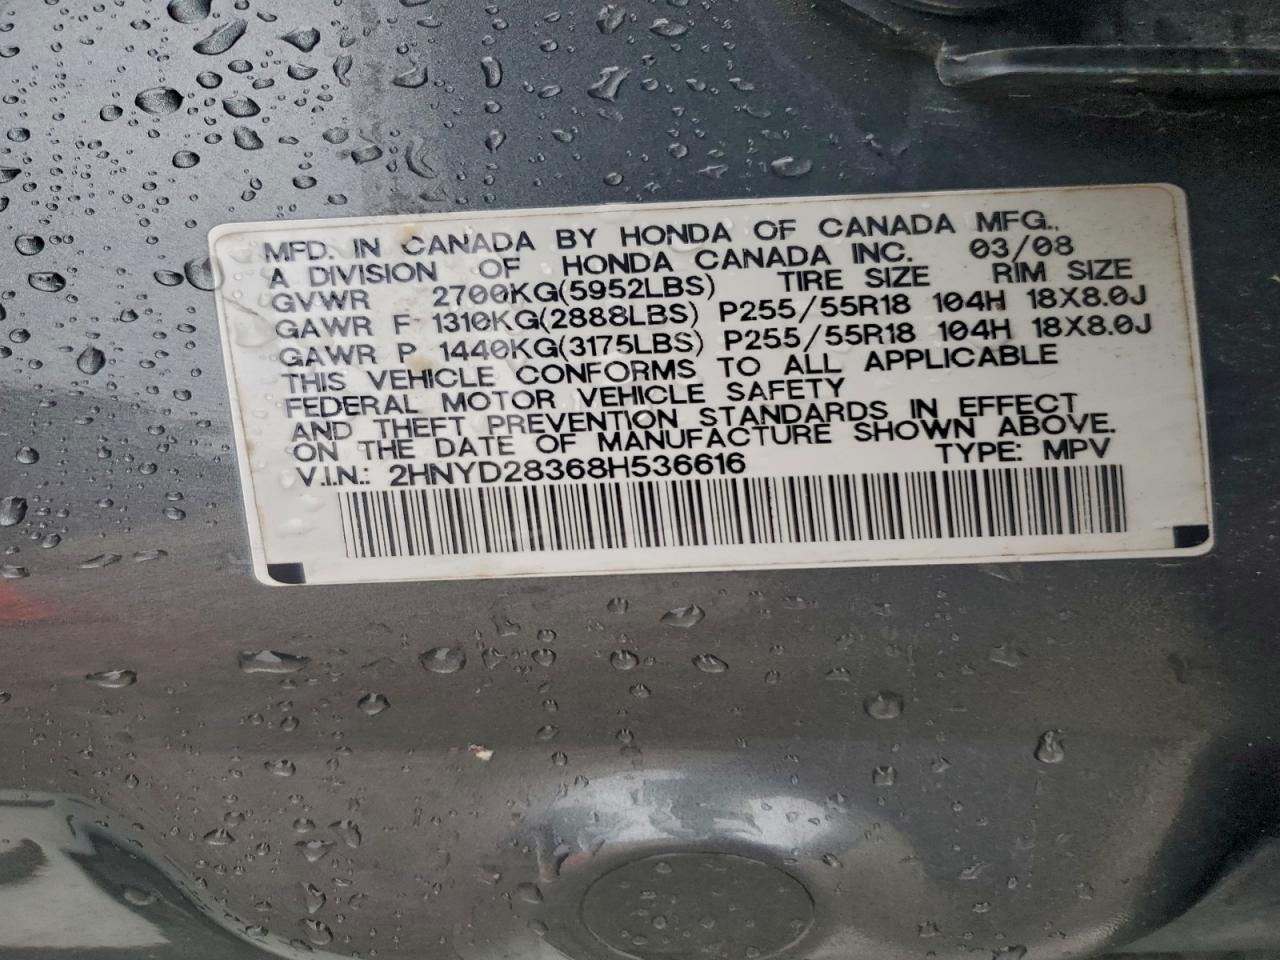 MFD. IN CANADA BY HONDA OF CANADA MFG.,
A DIVISION OF HONDA CANADA INC. 03/08
GVWR 2700KG(5952LBS) TIRE SIZE RIM SIZE
GAWR F 1310KG(2888LBS) P255/55R18 104H 18X8.0J
GAWR R 1440KG(3175LBS) P255/55R18 104H 18X8.0J
THIS VEHICLE CONFORMS TO ALL APPLICABLE
FEDERAL MOTOR VEHICLE SAFETY
AND THEFT PREVENTION STANDARDS IN EFFECT
ON THE DATE OF MANUFACTURE SHOWN ABOVE.
V.I.N.: 2HNYD28368H536616 TYPE: MPV